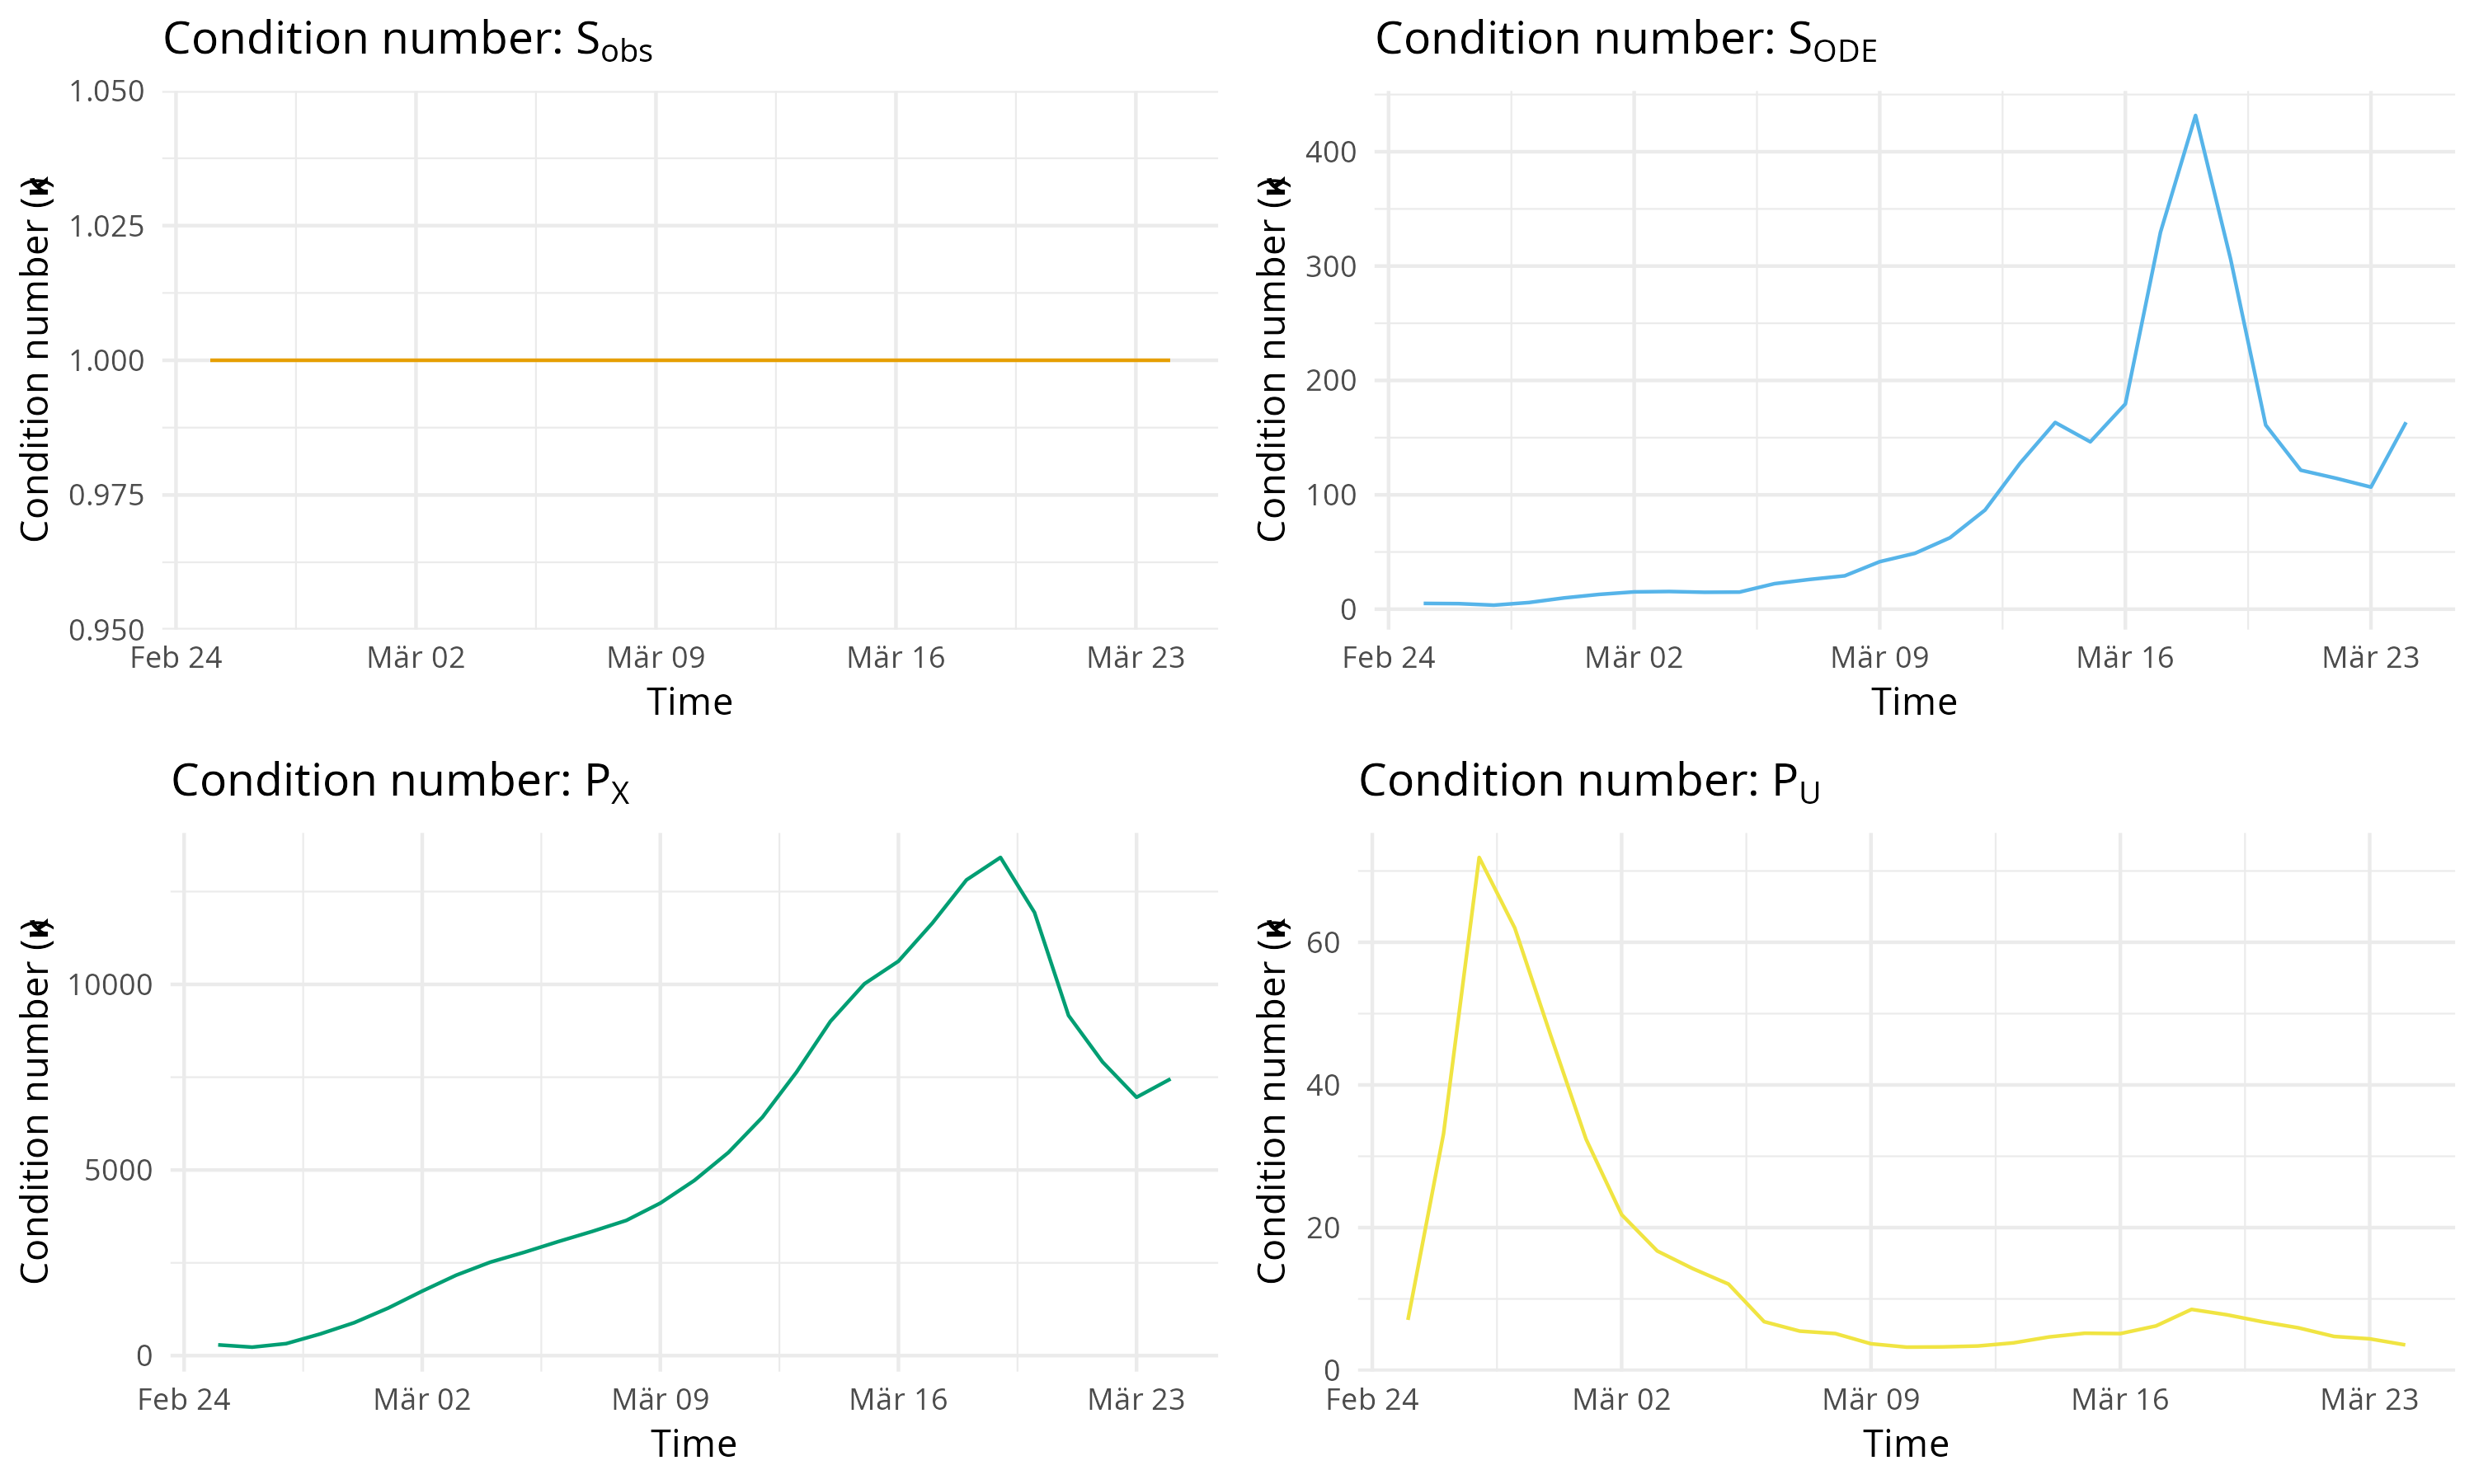 Condition number: S_obs
Condition number (κ)
1.050
1.025
1.000
0.975
0.950
Feb 24 Mär 02 Mär 09 Mär 16 Mär 23
Time
Condition number: S_ODE
Condition number (κ)
400
300
200
100
0
Feb 24 Mär 02 Mär 09 Mär 16 Mär 23
Time
Condition number: P_X
Condition number (κ)
10000
5000
0
Feb 24 Mär 02 Mär 09 Mär 16 Mär 23
Time
Condition number: P_U
Condition number (κ)
60
40
20
0
Feb 24 Mär 02 Mär 09 Mär 16 Mär 23
Time